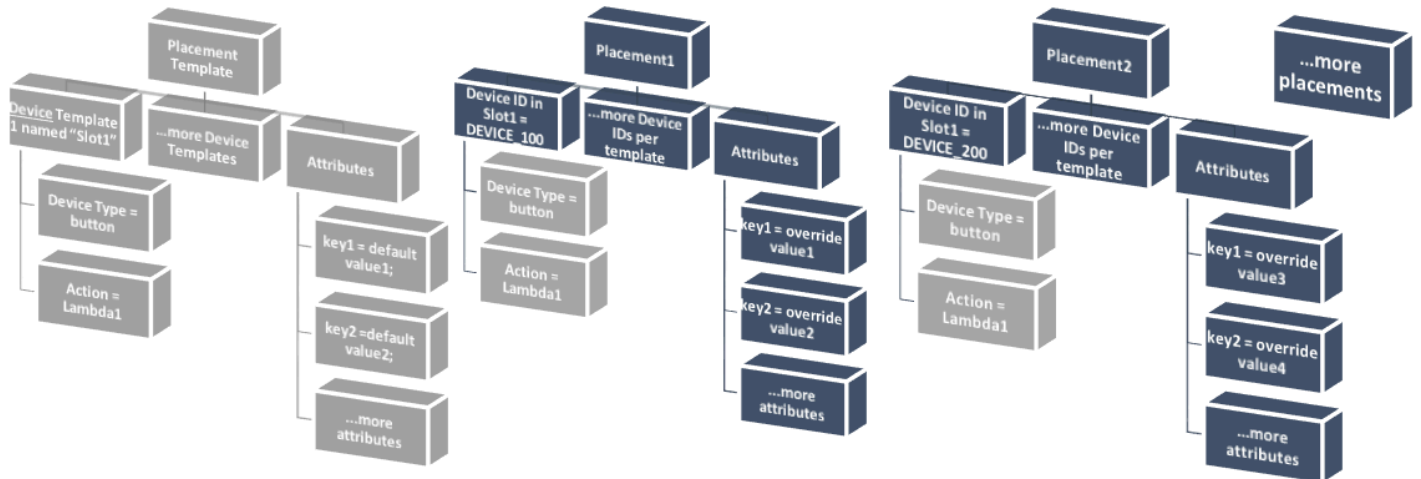 Placement
Template
Device Template
1 named “Slot1”
...more Device
Templates
Attributes
Device Type =
button
Action =
Lambda1
key1 = default
value1;
key2 =default
value2;
...more
attributes
Placement1
Device ID in
Slot1 =
DEVICE_100
...more Device
IDs per
template
Attributes
Device Type =
button
Action =
Lambda1
key1 = override
value1
key2 = override
value2
...more
attributes
Placement2
Device ID in
Slot1 =
DEVICE_200
...more Device
IDs per
template
Attributes
Device Type =
button
Action =
Lambda1
key1 = override
value3
key2 = override
value4
...more
attributes
...more
placements